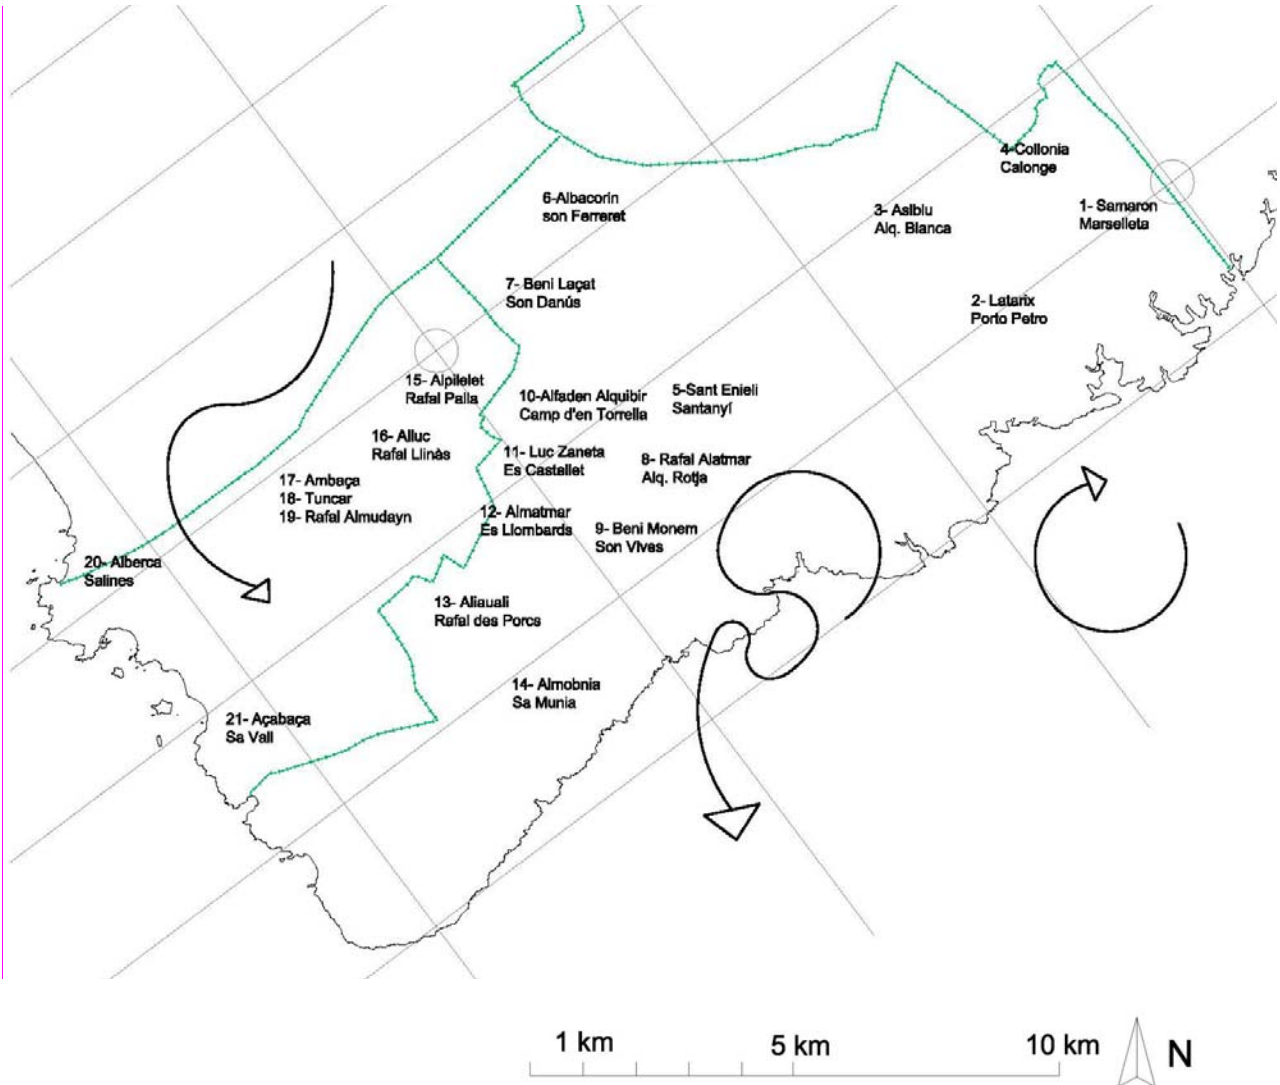 4-Collonia
Calonge
6-Albacorin
son Ferreret
3- Asibiu
Alq. Blanca
1- Samaron
Marselleta
7- Beni Laçat
Son Danús
2- Latarix
Porto Petro
15- Alpilelet
Rafal Palla
10-Alfaden Alquibir
Camp d'en Torrella
5-Sant Enieli
Santanyí
16- Alluc
Rafal Llinàs
11- Luc Zaneta
Es Castellet
8- Rafal Alatmar
Alq. Rotja
17- Ambaça
18- Tuncar
19- Rafal Almudayn
12- Almatmar
Es Llombards
9- Beni Monem
Son Vives
20- Alberca
Salines
13- Aliauali
Rafal des Porcs
14- Almobnia
Sa Munia
21- Açabaça
Sa Vall
1 km
5 km
10 km
N